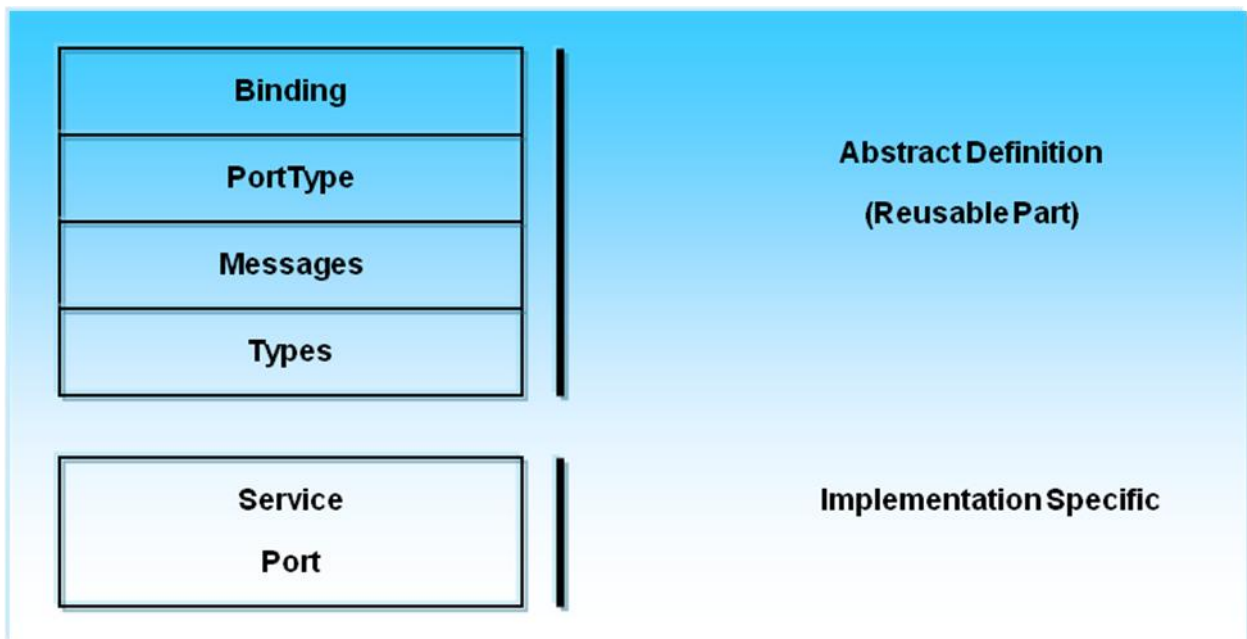 Binding
PortType
Messages
Types
Abstract Definition
(Reusable Part)
Service
Port
Implementation Specific